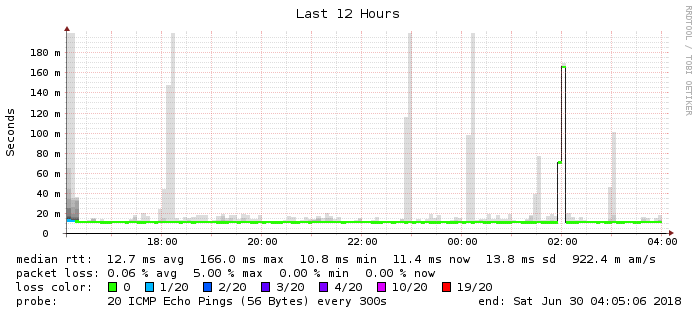 Last 12 Hours
RRDTOOL / TOBI OETIKER
Seconds
180 m
160 m
140 m
120 m
100 m
80 m
60 m
40 m
20 m
0
18:00 20:00 22:00 00:00 02:00 04:00
median rtt: 12.7 ms avg 166.0 ms max 10.8 ms min 11.4 ms now 13.8 ms sd 922.4 m am/s
packet loss: 0.06 % avg 5.00 % max 0.00 % min 0.00 % now
loss color: 0 1/20 2/20 3/20 4/20 10/20 19/20
probe: 20 ICMP Echo Pings (56 Bytes) every 300s end: Sat Jun 30 04:05:06 2018